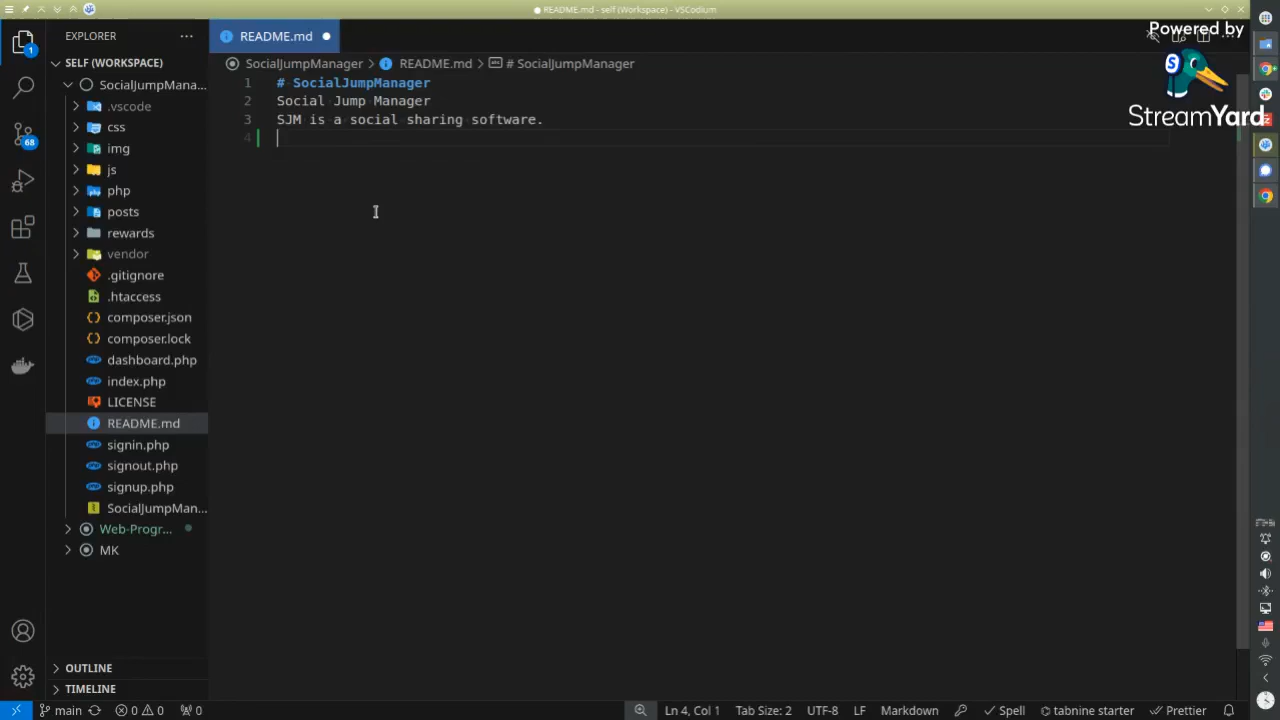 README.md - self (Workspace) - VSCodium
EXPLORER
README.md
Powered by
StreamYard
SELF (WORKSPACE)
SocialJumpManager > README.md > # SocialJumpManager
SocialJumpMana...
.vscode
css
img
js
php
posts
rewards
vendor
.gitignore
.htaccess
composer.json
composer.lock
dashboard.php
index.php
LICENSE
README.md
signin.php
signout.php
signup.php
SocialJumpMan...
Web-Progr...
MK
OUTLINE
TIMELINE
1 # SocialJumpManager
2 Social Jump Manager
3 SJM is a social sharing software.
4
1
68
main 0 0 0 Ln 4, Col 1 Tab Size: 2 UTF-8 LF Markdown Spell tabnine starter Prettier